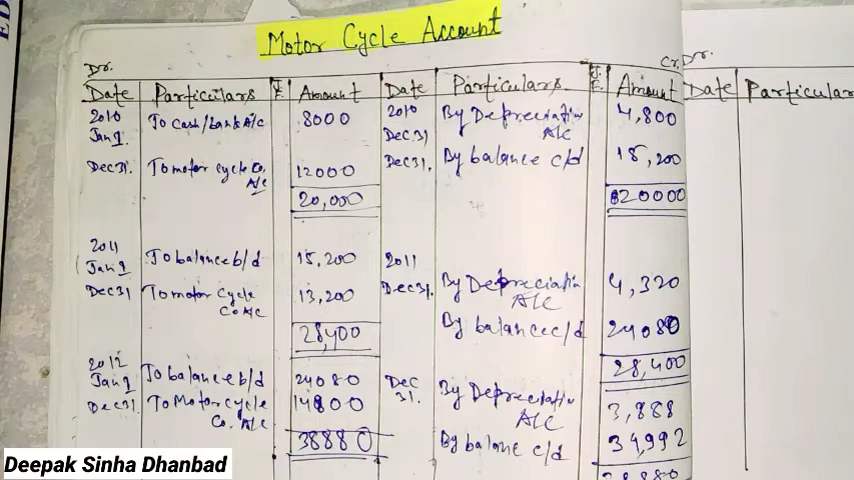 ED
Motor Cycle Account
Dr. Cr. Dr.
Date Particulars J.F. Amount Date Particulars J.F. Amount Date Particulars
2010 Jan 1 To Cash/Bank A/c 8000 2010 Dec 31 By Depreciation A/c 4,800
Dec 31. To motor cycle Co. A/c 12000 Dec 31. By balance c/d 15,200
20,000 20000
2011 Jan 1 To balance b/d 15,200 2011
Dec 31 To motor Cycle Co A/c 13,200 Dec 31. By Depreciation A/c 4,320
By balance c/d 24080
28,400 28,400
2012 Jan 1 To balance b/d 24080 Dec 31. By Depreciation A/c 3,888
Dec 31. To Motor cycle Co. A/c 14800 By balance c/d 34,992
38880
Deepak Sinha Dhanbad